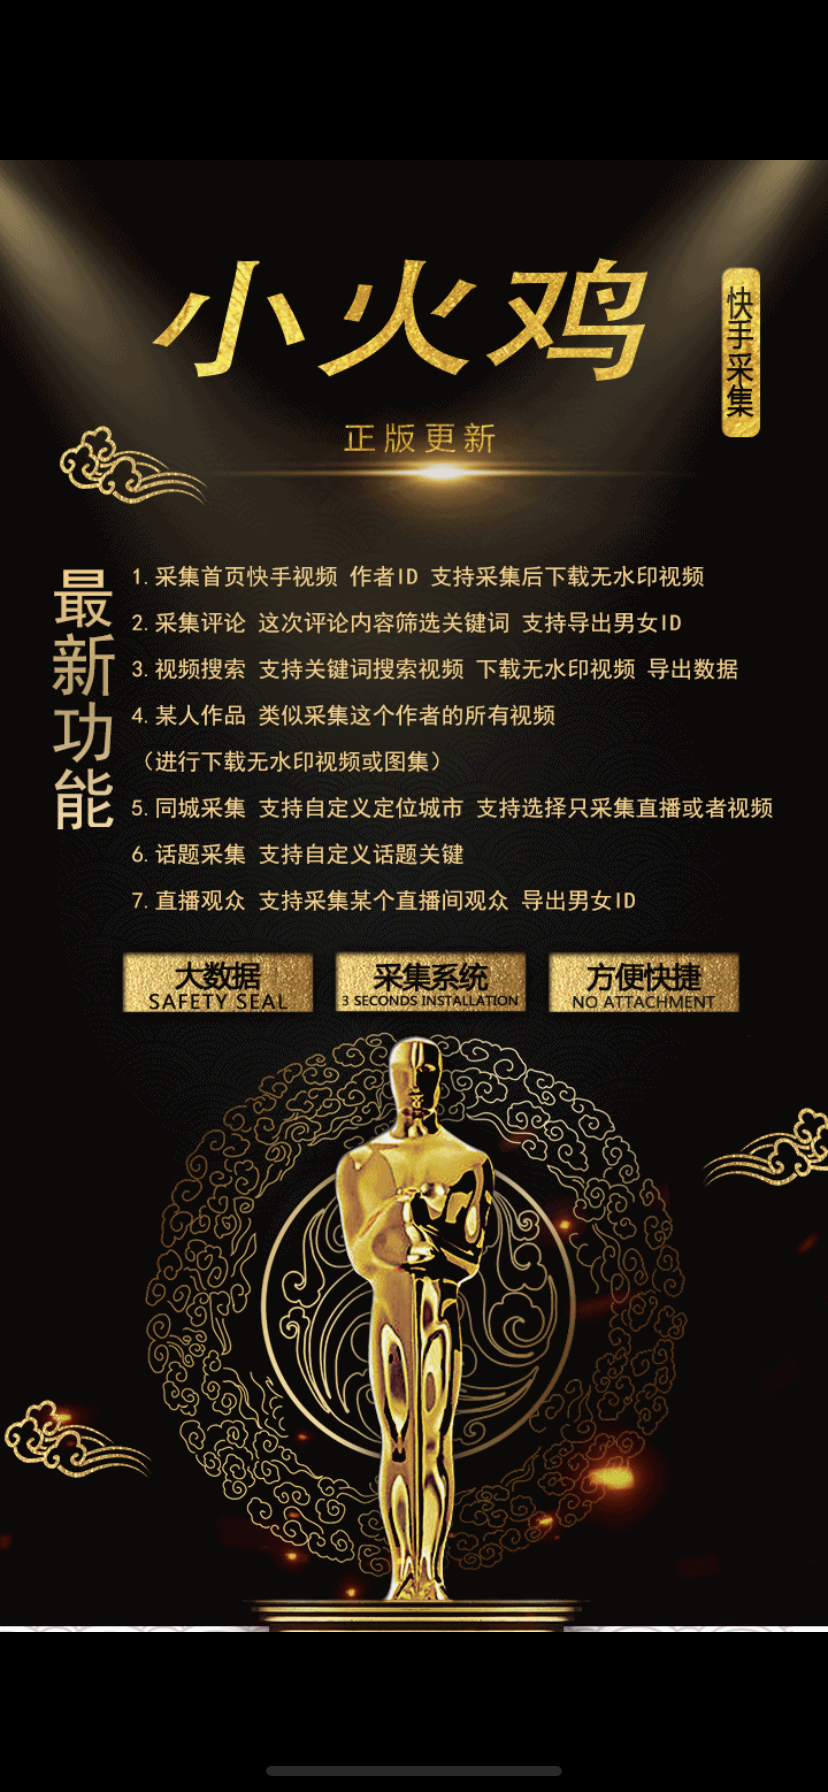 小火鸡
快手采集
正版更新
最新功能
1.采集首页快手视频 作者ID 支持采集后下载无水印视频
2.采集评论 这次评论内容筛选关键词 支持导出男女ID
3.视频搜索 支持关键词搜索视频 下载无水印视频 导出数据
4.某人作品 类似采集这个作者的所有视频
（进行下载无水印视频或图集）
5.同城采集 支持自定义定位城市 支持选择只采集直播或者视频
6.话题采集 支持自定义话题关键
7.直播观众 支持采集某个直播间观众 导出男女ID
大数据
SAFETY SEAL
采集系统
3 SECONDS INSTALLATION
方便快捷
NO ATTACHMENT